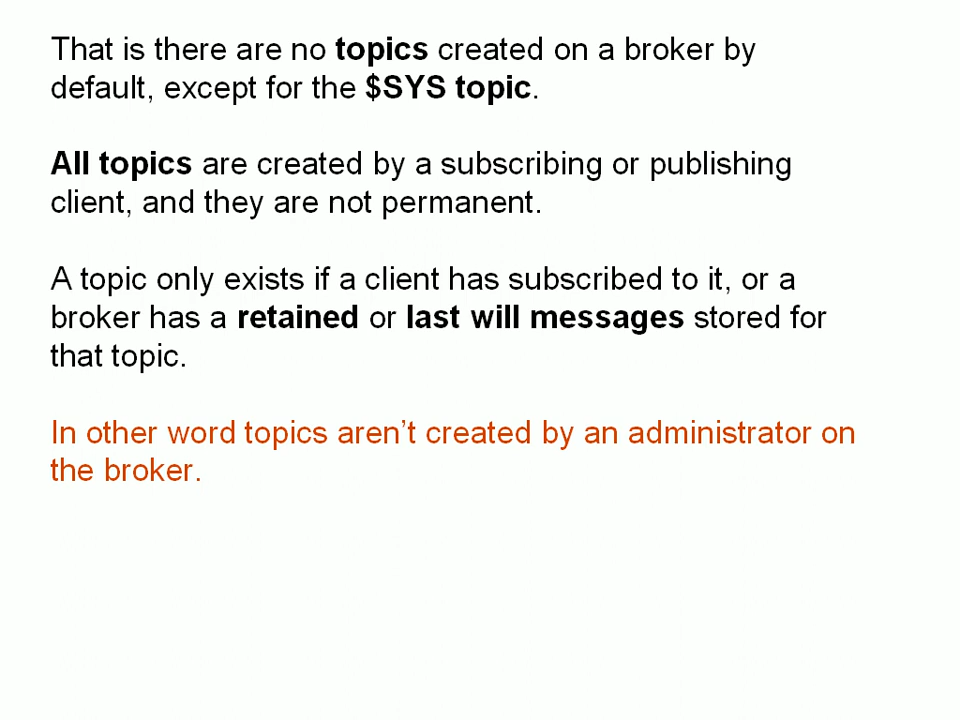 That is there are no topics created on a broker by
default, except for the $SYS topic.
All topics are created by a subscribing or publishing
client, and they are not permanent.
A topic only exists if a client has subscribed to it, or a
broker has a retained or last will messages stored for
that topic.
In other word topics aren’t created by an administrator on
the broker.